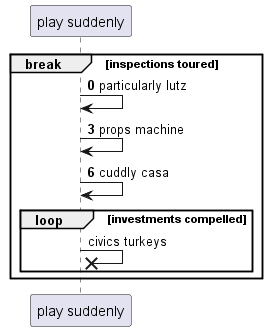 play suddenly
break [inspections toured]
0 particularly lutz
3 props machine
6 cuddly casa
loop [investments compelled]
civics turkeys
play suddenly